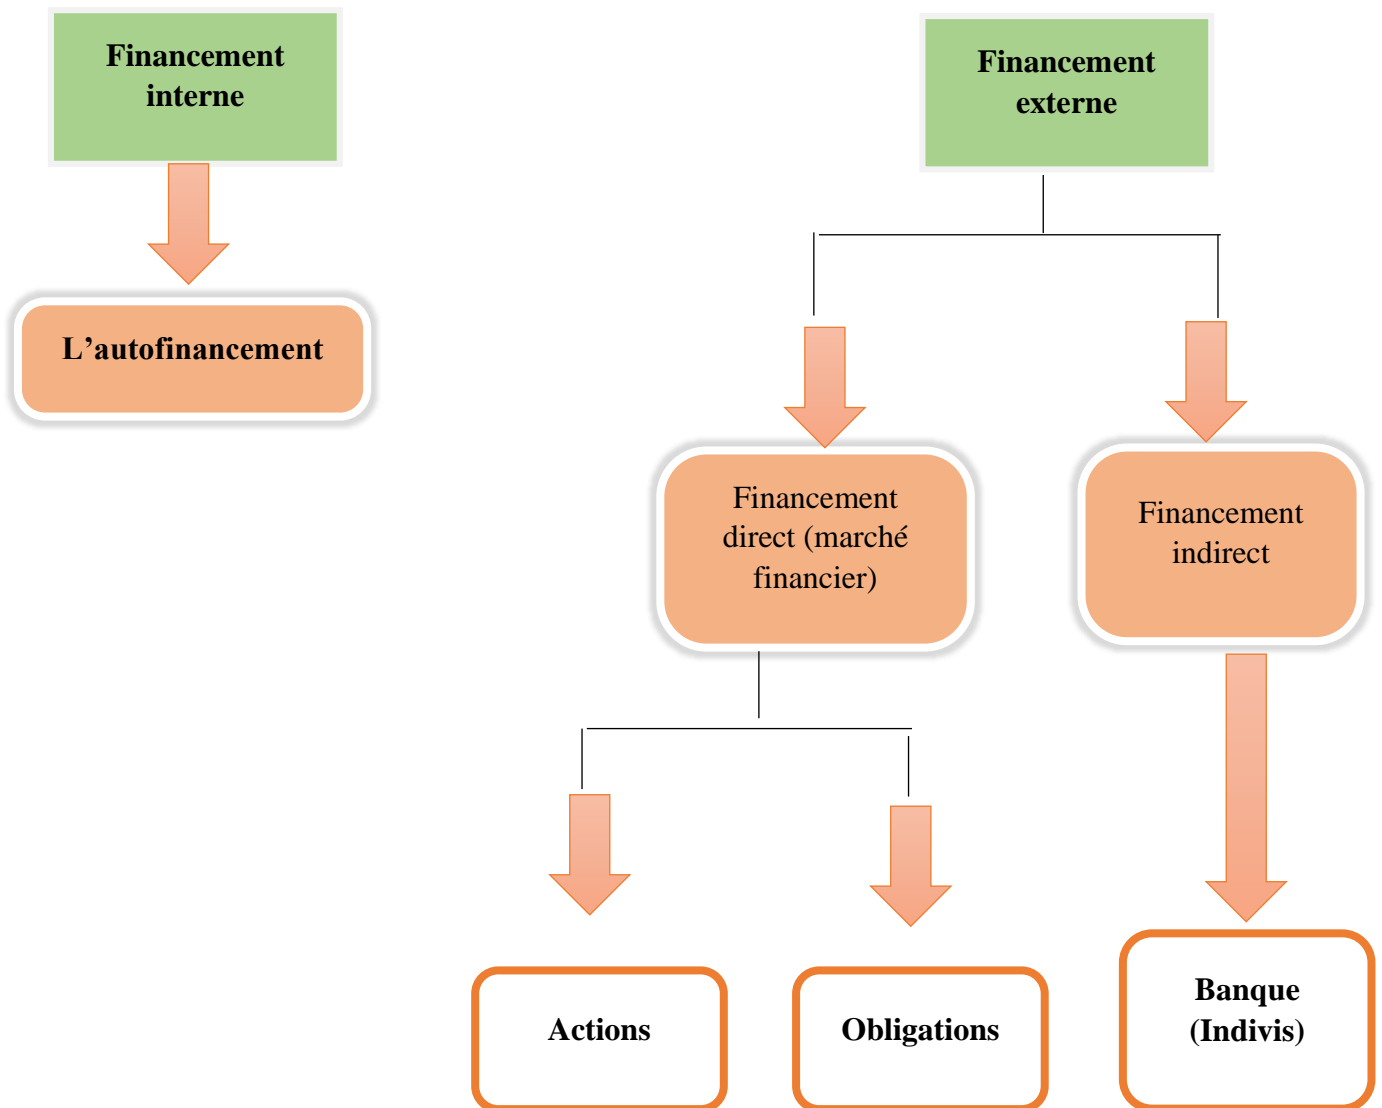 Financement
interne
Financement
externe
L’autofinancement
Financement
direct (marché
financier)
Financement
indirect
Actions
Obligations
Banque
(Indivis)